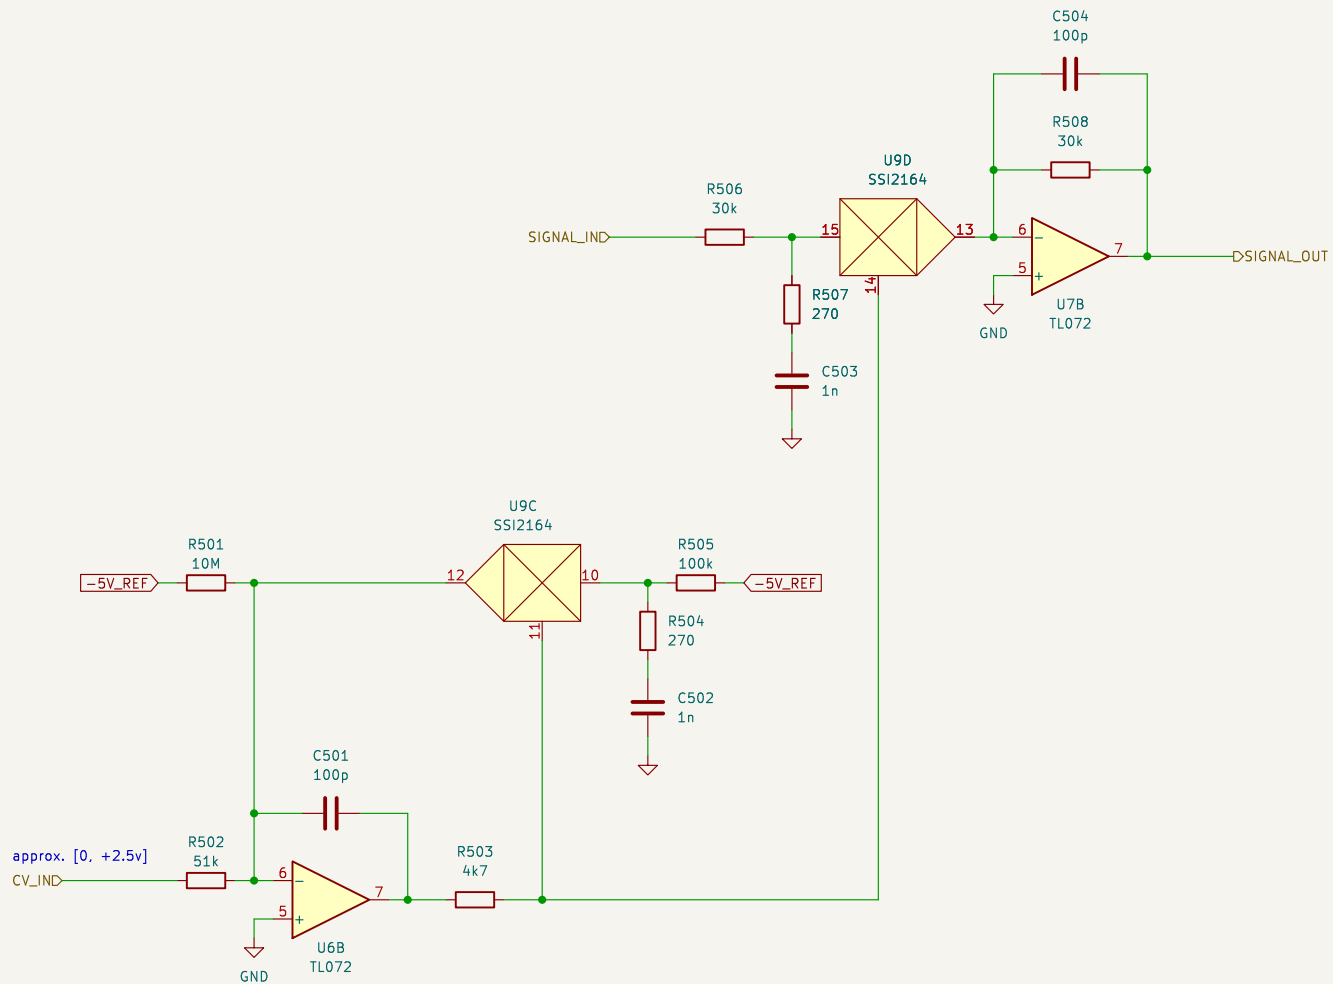 C504
100p
R508
30k
U9D
SSI2164
R506
30k
SIGNAL_IN
15
13
14
6
5
7
−
+
SIGNAL_OUT
U7B
TL072
GND
R507
270
C503
1n
U9C
SSI2164
R501
10M
-5V_REF
12
10
11
R505
100k
-5V_REF
R504
270
C502
1n
C501
100p
R502
51k
approx. [0, +2.5v]
CV_IN
6
5
7
−
+
R503
4k7
U6B
TL072
GND